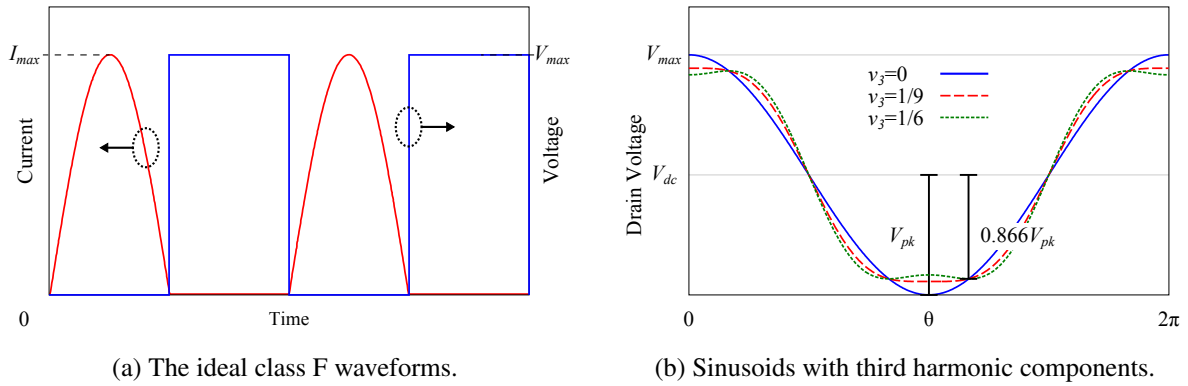 I_max
V_max
Current
Voltage
0
Time
(a) The ideal class F waveforms.
V_max
v_3=0
v_3=1/9
v_3=1/6
Drain Voltage
V_dc
V_pk
0.866V_pk
0
θ
2π
(b) Sinusoids with third harmonic components.